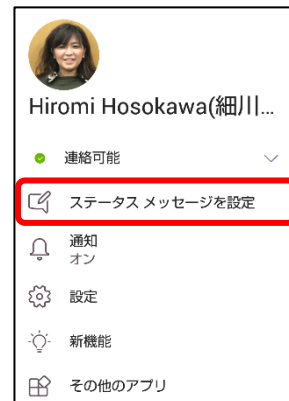 Hiromi Hosokawa(細川...
連絡可能
ステータス メッセージを設定
通知
オン
設定
新機能
その他のアプリ